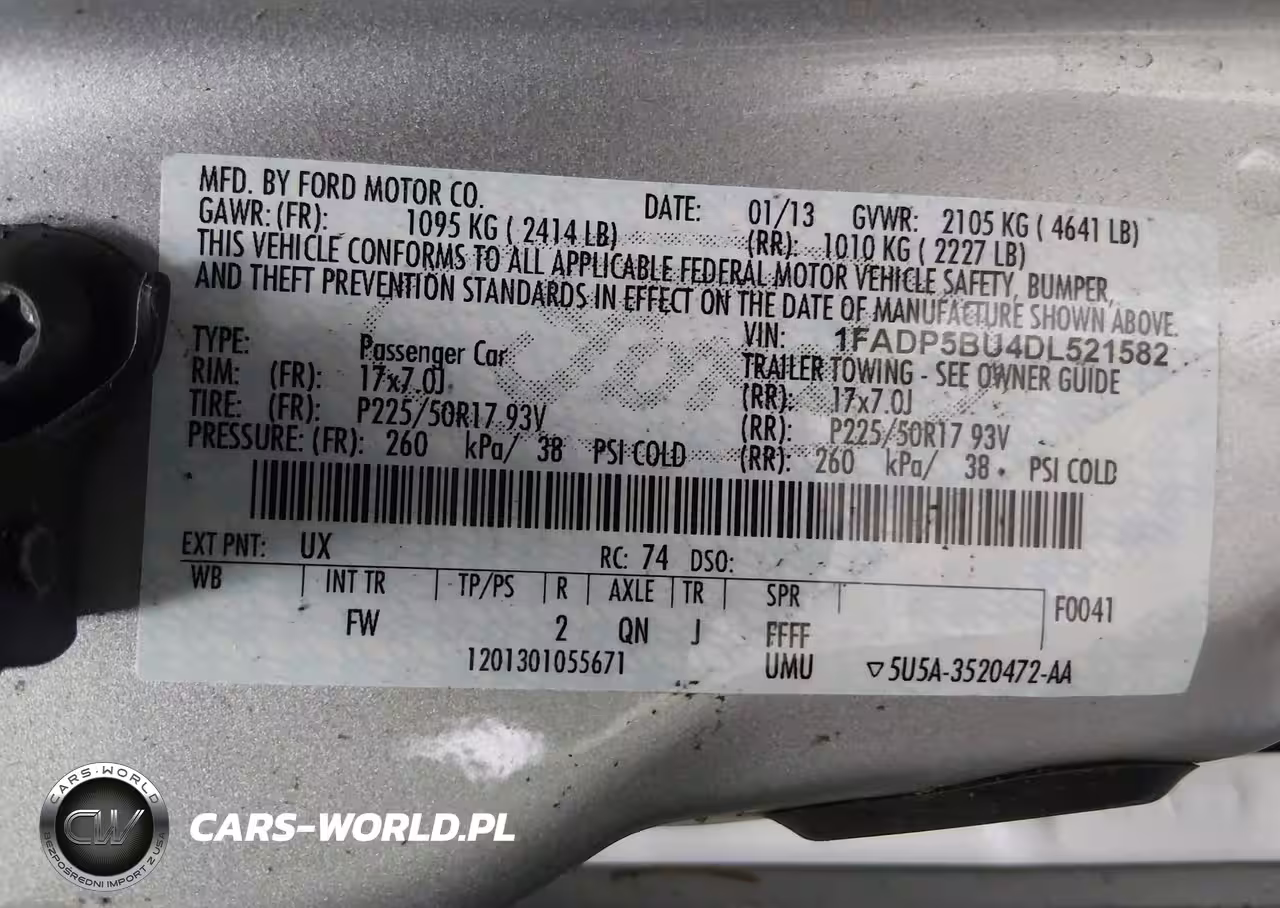 MFD. BY FORD MOTOR CO. DATE: 01/13 GVWR: 2105 KG ( 4641 LB)
GAWR: (FR): 1095 KG ( 2414 LB) (RR): 1010 KG ( 2227 LB)
THIS VEHICLE CONFORMS TO ALL APPLICABLE FEDERAL MOTOR VEHICLE SAFETY, BUMPER,
AND THEFT PREVENTION STANDARDS IN EFFECT ON THE DATE OF MANUFACTURE SHOWN ABOVE.
VIN: 1FADP5BU4DL521582
TYPE: Passenger Car TRAILER TOWING - SEE OWNER GUIDE
RIM: (FR): 17x7.0J (RR): 17x7.0J
TIRE: (FR): P225/50R17 93V (RR): P225/50R17 93V
PRESSURE: (FR): 260 kPa/ 38 PSI COLD (RR): 260 kPa/ 38 PSI COLD
EXT PNT: UX RC: 74 DSO:
WB INT TR TP/PS R AXLE TR SPR F0041
FW 2 QN J FFFF
1201301055671 UMU ▽5U5A-3520472-AA
CARS-WORLD
CW
BEZPOŚREDNI IMPORT Z USA
CARS-WORLD.PL